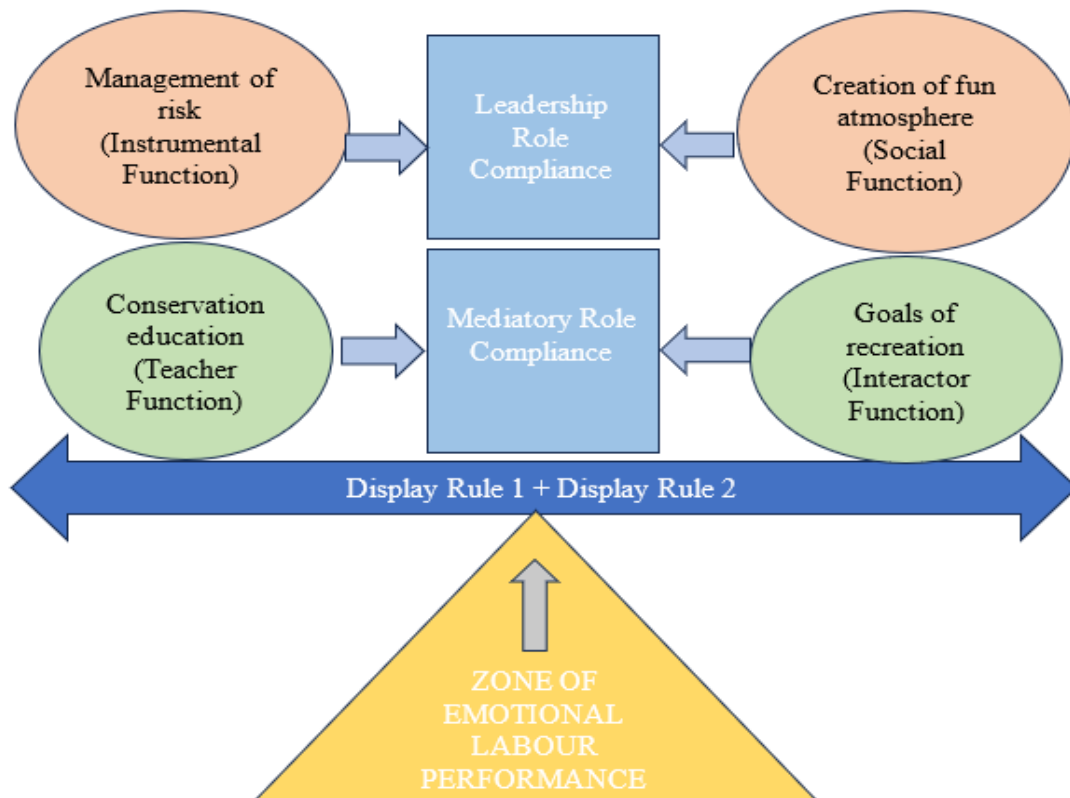 Management of
risk
(Instrumental
Function)
Leadership
Role
Compliance
Creation of fun
atmosphere
(Social
Function)
Conservation
education
(Teacher
Function)
Mediatory Role
Compliance
Goals of
recreation
(Interactor
Function)
Display Rule 1 + Display Rule 2
ZONE OF
EMOTIONAL
LABOUR
PERFORMANCE